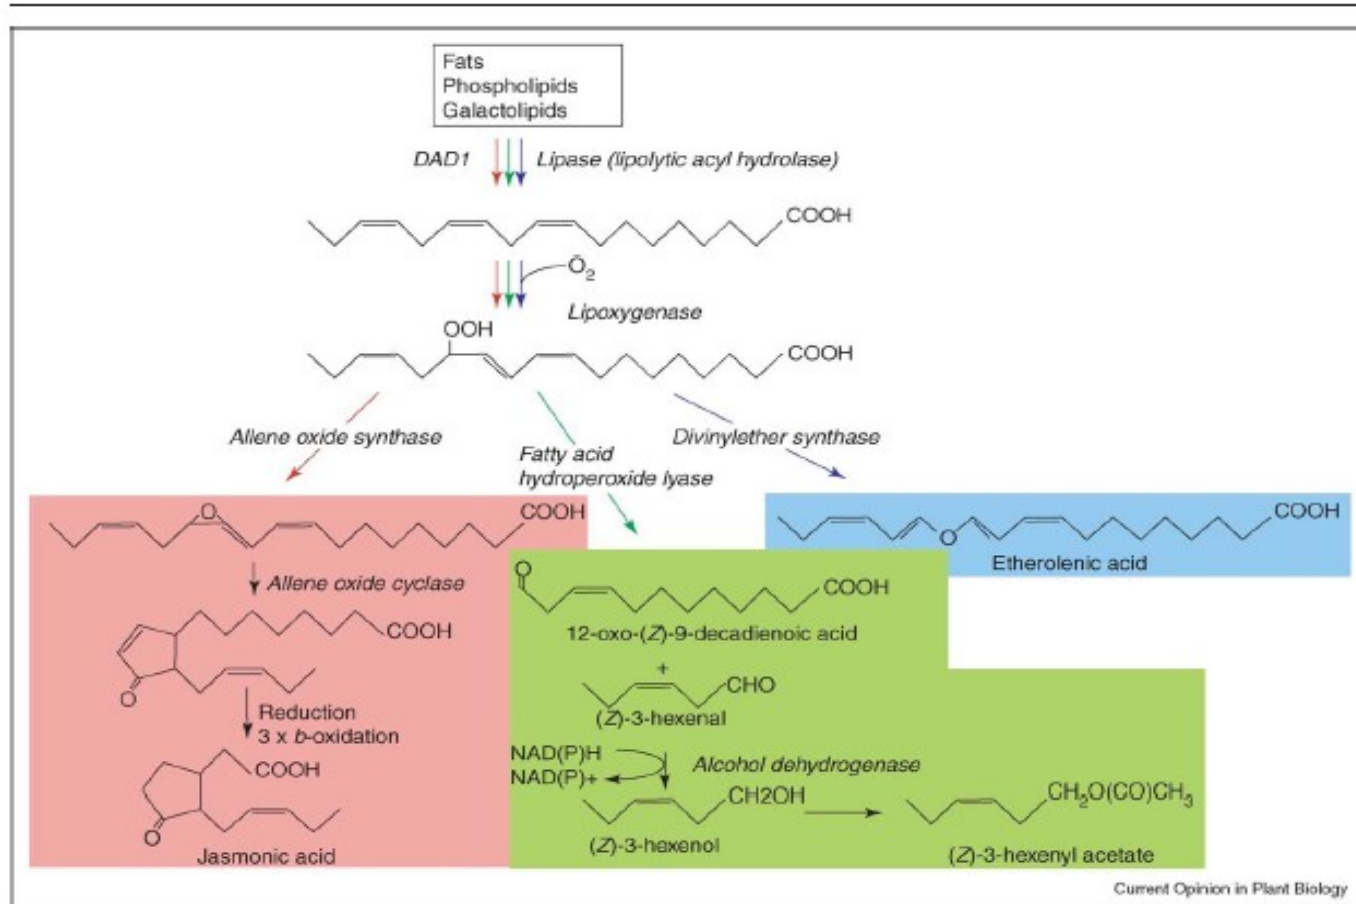 Fats
Phospholipids
Galactolipids
DAD1
Lipase (lipolytic acyl hydrolase)
COOH
O2
Lipoxygenase
OOH
COOH
Allene oxide synthase
Fatty acid
hydroperoxide lyase
Divinylether synthase
O
COOH
Allene oxide cyclase
COOH
O
Reduction
3 x b-oxidation
COOH
O
Jasmonic acid
O
COOH
12-oxo-(Z)-9-decadienoic acid
+
CHO
(Z)-3-hexenal
NAD(P)H
NAD(P)+
Alcohol dehydrogenase
CH2OH
(Z)-3-hexenol
CH2O(CO)CH3
(Z)-3-hexenyl acetate
O
COOH
Etherolenic acid
Current Opinion in Plant Biology